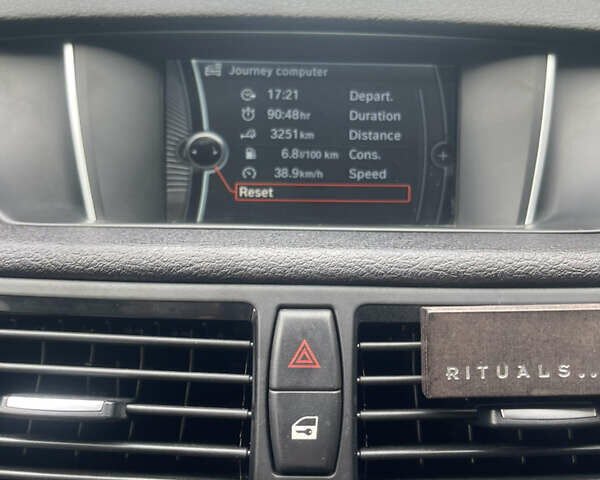 Journey computer
17:21 Depart.
90:48hr Duration
3251km Distance
6.8l/100 km Cons.
38.9km/h Speed
Reset
RITUALS...